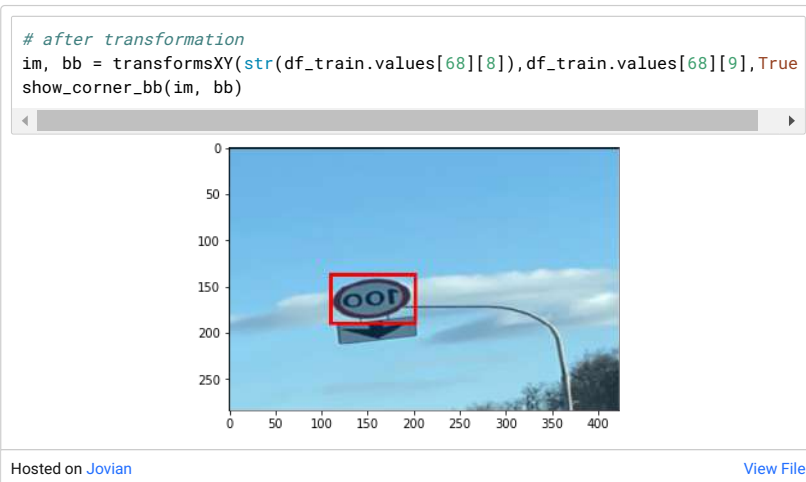 # after transformation
im, bb = transformsXY(str(df_train.values[68][8]),df_train.values[68][9],True
show_corner_bb(im, bb)
0
50
100
150
200
250
0 50 100 150 200 250 300 350 400
100
Hosted on Jovian
View File